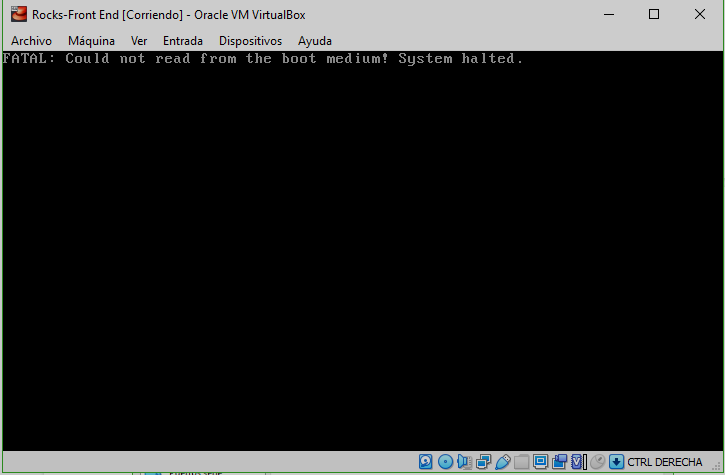 Rocks-Front End [Corriendo] - Oracle VM VirtualBox
Archivo Máquina Ver Entrada Dispositivos Ayuda
FATAL: Could not read from the boot medium! System halted.
CTRL DERECHA